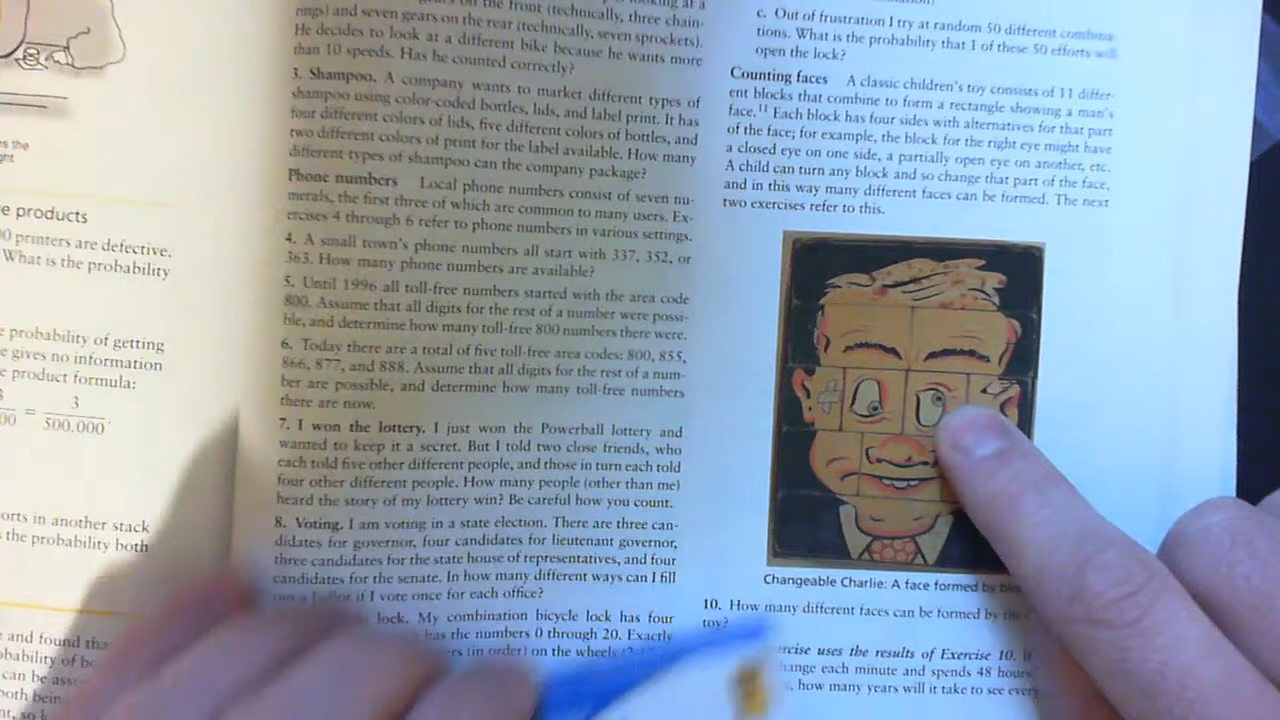 es the
ght
e products
0 printers are defective.
What is the probability
e probability of getting
e gives no information
e product formula:
= 3
00 500.000
orts in another stack
the probability both
and found tha
bability of b
can be ass
both bein
the front (technically, three chain-
rings) and seven gears on the rear (technically, seven sprockets).
He decides to look at a different bike because he wants more
than 10 speeds. Has he counted correctly?
3. Shampoo. A company wants to market different types of
shampoo using color-coded bottles, lids, and label print. It has
four different colors of lids, five different colors of bottles, and
two different colors of print for the label available. How many
different types of shampoo can the company package?
Phone numbers Local phone numbers consist of seven nu-
merals, the first three of which are common to many users. Ex-
ercises 4 through 6 refer to phone numbers in various settings.
4. A small town's phone numbers all start with 337, 352, or
363. How many phone numbers are available?
5. Until 1996 all toll-free numbers started with the area code
800. Assume that all digits for the rest of a number were possi-
ble, and determine how many toll-free 800 numbers there were.
6. Today there are a total of five toll-free area codes: 800, 855,
866, 877, and 888. Assume that all digits for the rest of a num-
ber are possible, and determine how many toll-free numbers
there are now.
7. I won the lottery. I just won the Powerball lottery and
wanted to keep it a secret. But I told two close friends, who
each told five other different people, and those in turn each told
four other different people. How many people (other than me)
heard the story of my lottery win? Be careful how you count.
8. Voting. I am voting in a state election. There are three can-
didates for governor, four candidates for lieutenant governor,
three candidates for the state house of representatives, and four
candidates for the senate. In how many different ways can I fill
if I vote once for each office?
lock. My combination bicycle lock has four
has the numbers 0 through 20. Exactly
(in order) on the wheels
c. Out of frustration I try at random 50 different combina-
tions. What is the probability that 1 of these 50 efforts will
open the lock?
Counting faces A classic children's toy consists of 11 differ-
ent blocks that combine to form a rectangle showing a man's
face.11 Each block has four sides with alternatives for that part
of the face; for example, the block for the right eye might have
a closed eye on one side, a partially open eye on another, etc.
A child can turn any block and so change that part of the face,
and in this way many different faces can be formed. The next
two exercises refer to this.
Changeable Charlie: A face formed by
10. How many different faces can be formed by
toy?
ercise uses the results of Exercise 10.
hange each minute and spends 48 hours
, how many years will it take to see every